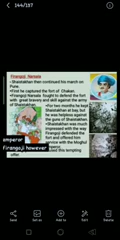 144/197
Firangoji Narsala
• Shaistakhan then continued his march on
Pune
• First he captured the fort of Chakan.
• Firangoji Narsala fought to defend the fort
with great bravery and skill against the army
of Shaistakhan.
• For two months he kept
Shaistakhan at bay, but
he was helpless against
the guns of Shaistakhan
• Shaistakhan was much
impressed with the way
Firangoji defended the
fort and offered him
service with the Moghul
emperor
firangoji however
this tempting
offer.